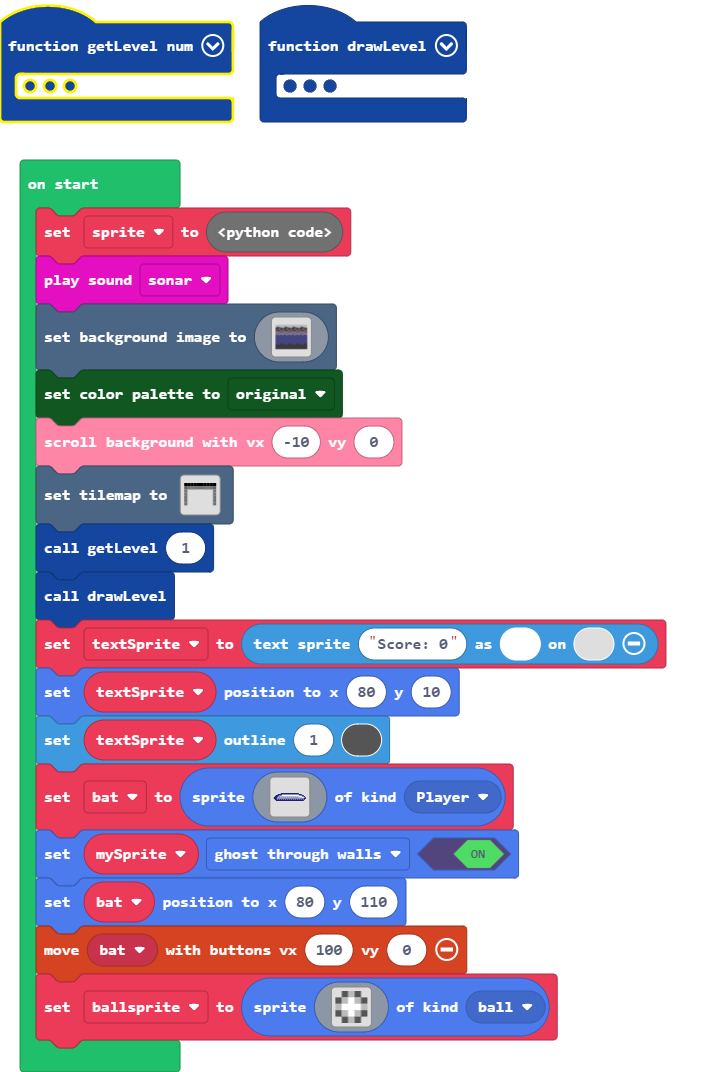 function getLevel num
function drawLevel
on start
set sprite to <python code>
play sound sonar
set background image to
set color palette to original
scroll background with vx -10 vy 0
set tilemap to
call getLevel 1
call drawLevel
set textSprite to text sprite "Score: 0" as on
set textSprite position to x 80 y 10
set textSprite outline 1
set bat to sprite of kind Player
set mySprite ghost through walls ON
set bat position to x 80 y 110
move bat with buttons vx 100 vy 0
set ballsprite to sprite of kind ball